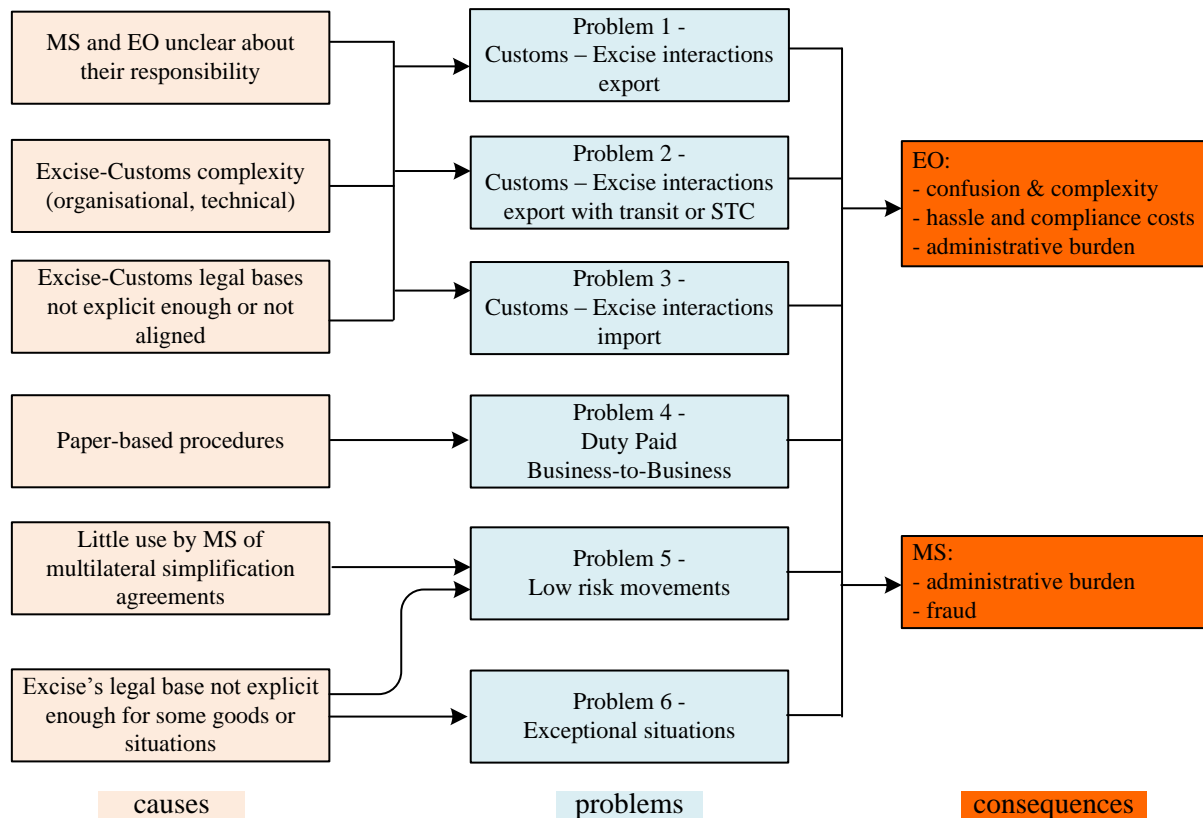 MS and EO unclear about
their responsibility
Excise-Customs complexity
(organisational, technical)
Excise-Customs legal bases
not explicit enough or not
aligned
Paper-based procedures
Little use by MS of
multilateral simplification
agreements
Excise’s legal base not explicit
enough for some goods or
situations
causes
Problem 1 -
Customs – Excise interactions
export
Problem 2 -
Customs – Excise interactions
export with transit or STC
Problem 3 -
Customs – Excise interactions
import
Problem 4 -
Duty Paid
Business-to-Business
Problem 5 -
Low risk movements
Problem 6 -
Exceptional situations
problems
EO:
- confusion & complexity
- hassle and compliance costs
- administrative burden
MS:
- administrative burden
- fraud
consequences